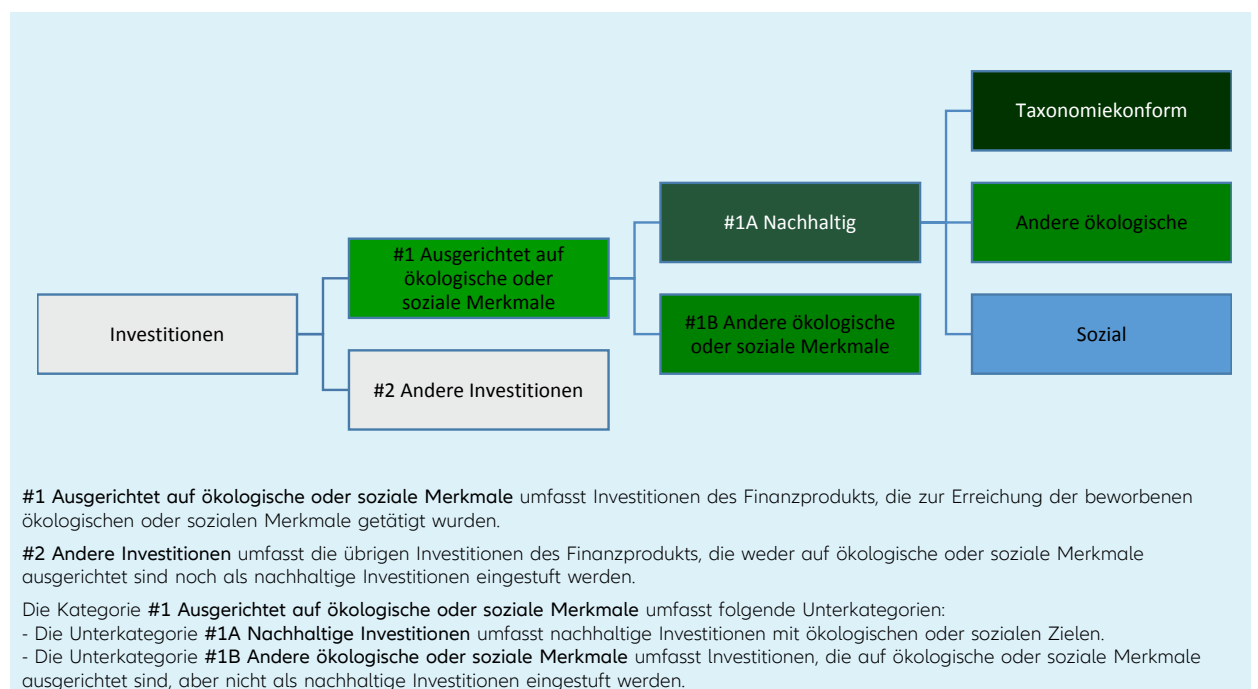 Taxonomiekonform
#1A Nachhaltig
Andere ökologische
#1 Ausgerichtet auf
ökologische oder
soziale Merkmale
Investitionen
#1B Andere ökologische
oder soziale Merkmale
Sozial
#2 Andere Investitionen
#1 Ausgerichtet auf ökologische oder soziale Merkmale umfasst Investitionen des Finanzprodukts, die zur Erreichung der beworbenen
ökologischen oder sozialen Merkmale getätigt wurden.
#2 Andere Investitionen umfasst die übrigen Investitionen des Finanzprodukts, die weder auf ökologische oder soziale Merkmale
ausgerichtet sind noch als nachhaltige Investitionen eingestuft werden.
Die Kategorie #1 Ausgerichtet auf ökologische oder soziale Merkmale umfasst folgende Unterkategorien:
- Die Unterkategorie #1A Nachhaltige Investitionen umfasst nachhaltige Investitionen mit ökologischen oder sozialen Zielen.
- Die Unterkategorie #1B Andere ökologische oder soziale Merkmale umfasst Investitionen, die auf ökologische oder soziale Merkmale
ausgerichtet sind, aber nicht als nachhaltige Investitionen eingestuft werden.